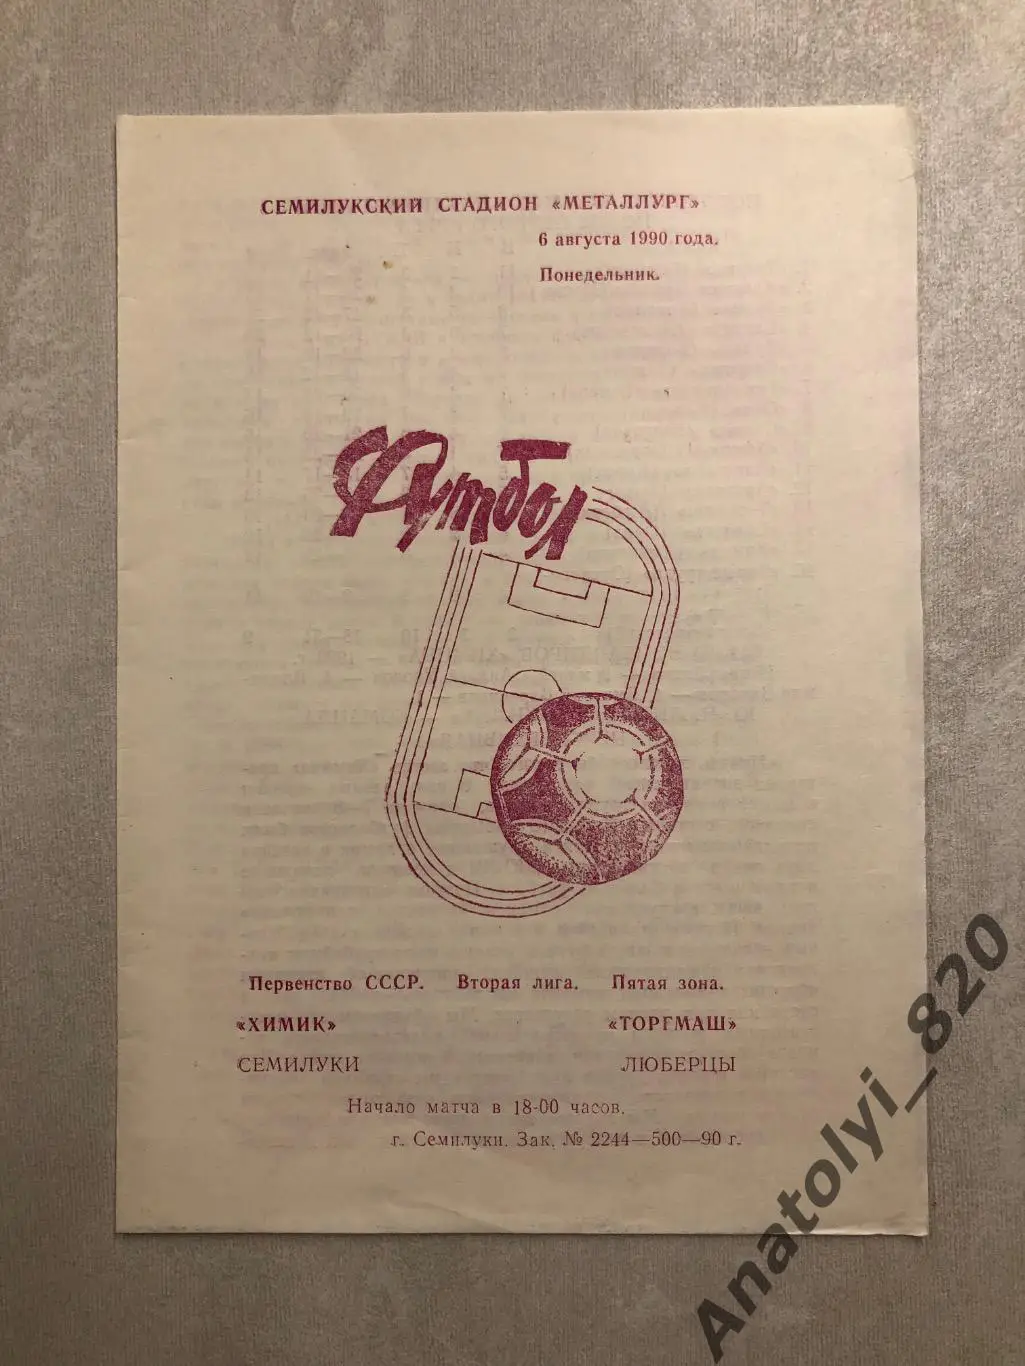 СЕМИЛУКСКИЙ СТАДИОН «МЕТАЛЛУРГ»
6 августа 1990 года.
Понедельник.
Футбол
Первенство СССР. Вторая лига. Пятая зона.
«ХИМИК» «ТОРГМАШ»
СЕМИЛУКИ ЛЮБЕРЦЫ
Начало матча в 18-00 часов.
г. Семилуки. Зак. № 2244—500—90 г.
Anatolyi_820